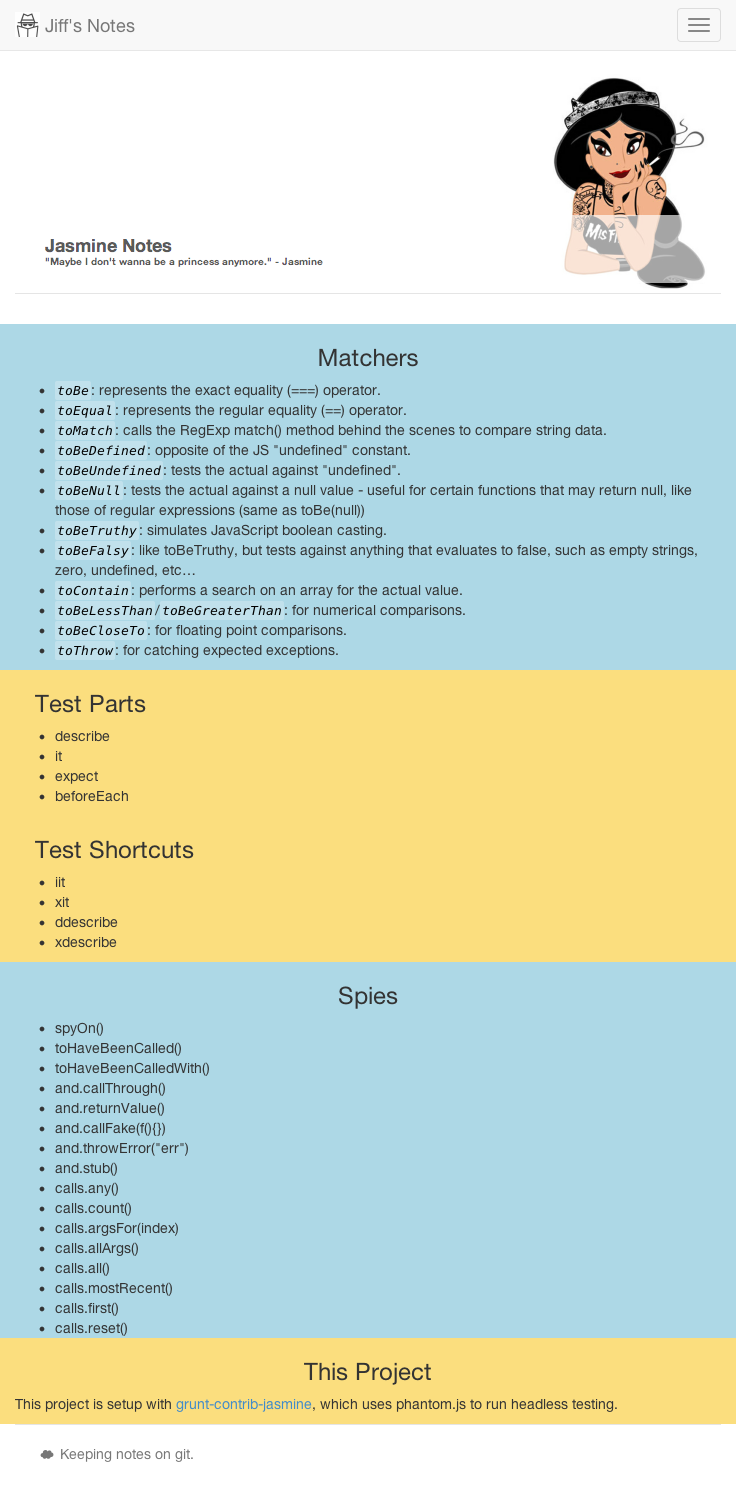 Jiff's Notes
MISFI
Jasmine Notes
"Maybe I don't wanna be a princess anymore." - Jasmine
Matchers
toBe: represents the exact equality (===) operator.
toEqual: represents the regular equality (==) operator.
toMatch: calls the RegExp match() method behind the scenes to compare string data.
toBeDefined: opposite of the JS "undefined" constant.
toBeUndefined: tests the actual against "undefined".
toBeNull: tests the actual against a null value - useful for certain functions that may return null, like
those of regular expressions (same as toBe(null))
toBeTruthy: simulates JavaScript boolean casting.
toBeFalsy: like toBeTruthy, but tests against anything that evaluates to false, such as empty strings,
zero, undefined, etc…
toContain: performs a search on an array for the actual value.
toBeLessThan/toBeGreaterThan: for numerical comparisons.
toBeCloseTo: for floating point comparisons.
toThrow: for catching expected exceptions.
Test Parts
describe
it
expect
beforeEach
Test Shortcuts
iit
xit
ddescribe
xdescribe
Spies
spyOn()
toHaveBeenCalled()
toHaveBeenCalledWith()
and.callThrough()
and.returnValue()
and.callFake(f(){})
and.throwError("err")
and.stub()
calls.any()
calls.count()
calls.argsFor(index)
calls.allArgs()
calls.all()
calls.mostRecent()
calls.first()
calls.reset()
This Project
This project is setup with grunt-contrib-jasmine, which uses phantom.js to run headless testing.
Keeping notes on git.